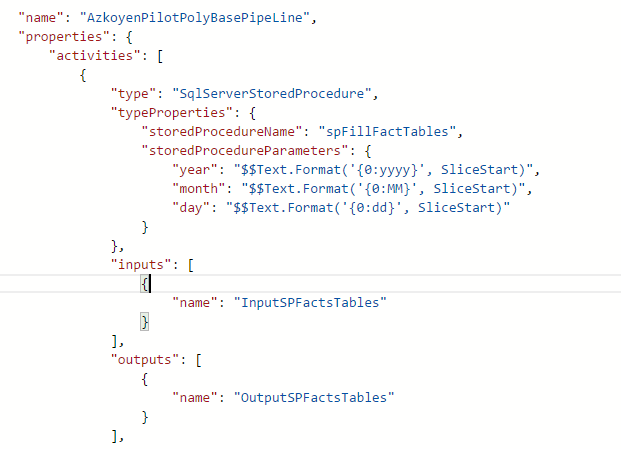 "name": "AzkoyenPilotPolyBasePipeLine",
"properties": {
"activities": [
{
"type": "SqlServerStoredProcedure",
"typeProperties": {
"storedProcedureName": "spFillFactTables",
"storedProcedureParameters": {
"year": "$$Text.Format('{0:yyyy}', SliceStart)",
"month": "$$Text.Format('{0:MM}', SliceStart)",
"day": "$$Text.Format('{0:dd}', SliceStart)"
}
},
"inputs": [
{
"name": "InputSPFactsTables"
}
],
"outputs": [
{
"name": "OutputSPFactsTables"
}
],